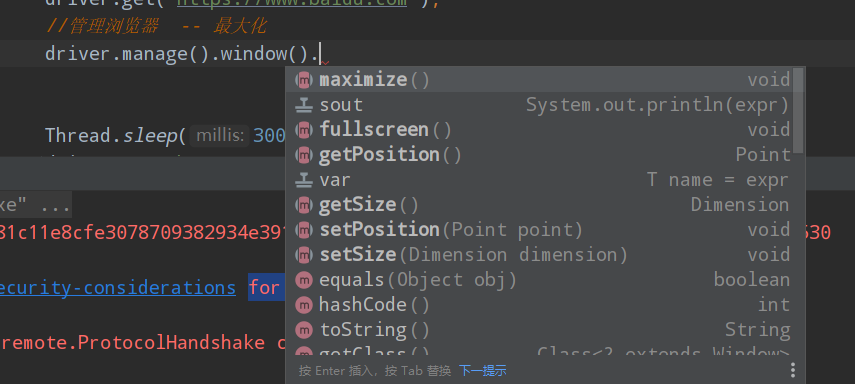 driver.get("https://www.baidu.com");
//管理浏览器  -- 最大化
driver.manage().window().
maximize() void
sout System.out.println(expr)
fullscreen() void
Thread.sleep( millis: 300
getPosition() Point
var T name = expr
xe" ...
getSize() Dimension
81c11e8cfe3078709382934e391
setPosition(Point point) void
530
setSize(Dimension dimension) void
ecurity-considerations for
equals(Object obj) boolean
hashCode() int
toString() String
remote.ProtocolHandshake c
getClass() Class<? extends Window>
按 Enter 插入，按 Tab 替换 下一提示